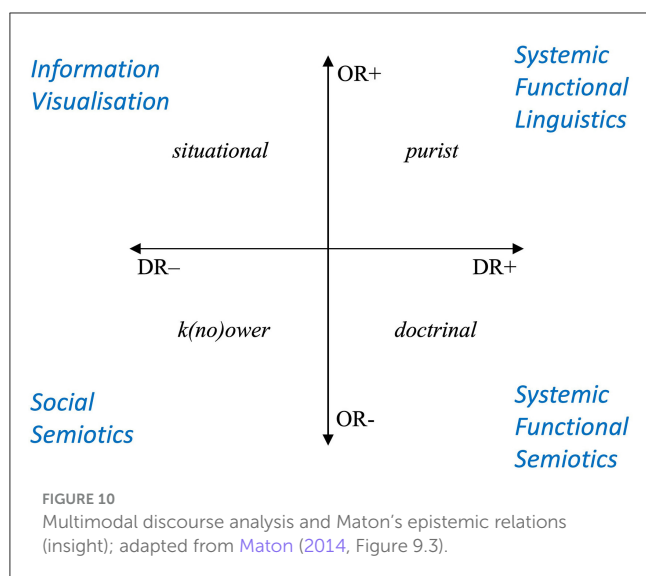 Information
Visualisation
OR+
Systemic
Functional
Linguistics
situational
purist
DR–
DR+
k(no)ower
doctrinal
Social
Semiotics
OR-
Systemic
Functional
Semiotics
FIGURE 10
Multimodal discourse analysis and Maton's epistemic relations
(insight); adapted from Maton (2014, Figure 9.3).